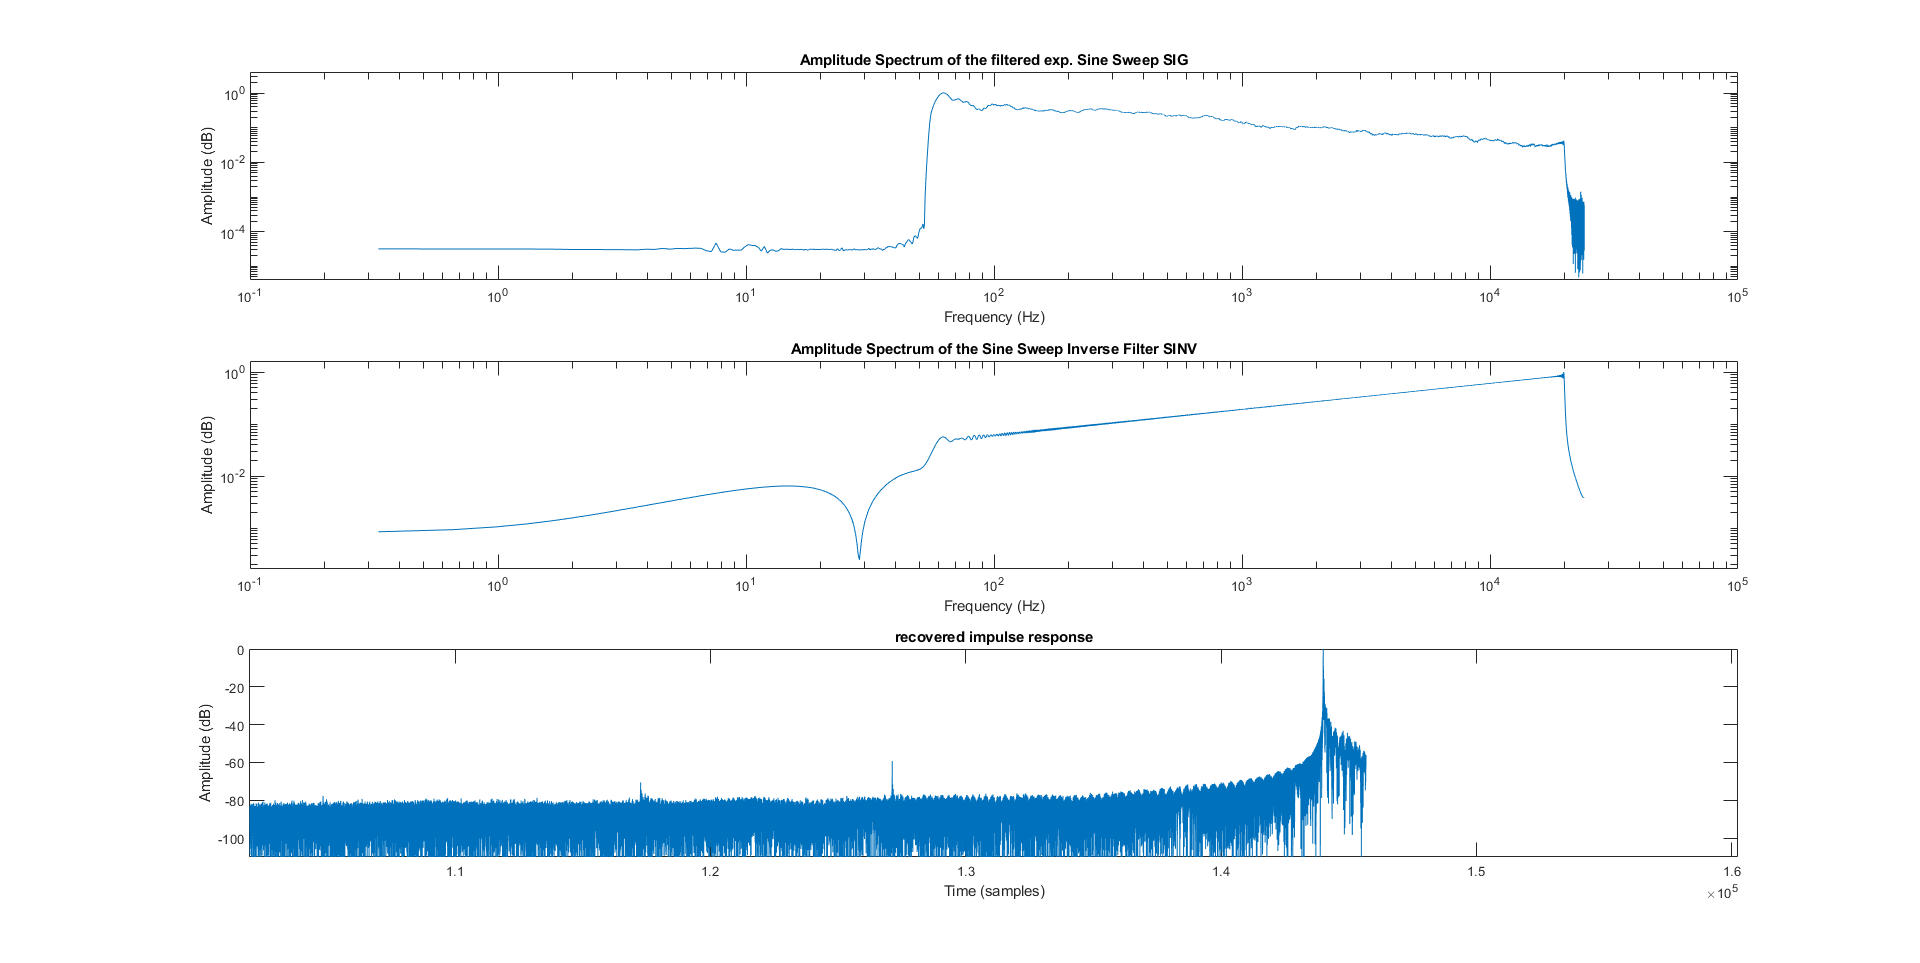 Amplitude Spectrum of the filtered exp. Sine Sweep SIG
Amplitude (dB)
10^0
10^-2
10^-4
10^-1 10^0 10^1 10^2 10^3 10^4 10^5
Frequency (Hz)
Amplitude Spectrum of the Sine Sweep Inverse Filter SINV
Amplitude (dB)
10^0
10^-2
10^-1 10^0 10^1 10^2 10^3 10^4 10^5
Frequency (Hz)
recovered impulse response
Amplitude (dB)
0
-20
-40
-60
-80
-100
1.1 1.2 1.3 1.4 1.5 1.6
Time (samples)
×10^5